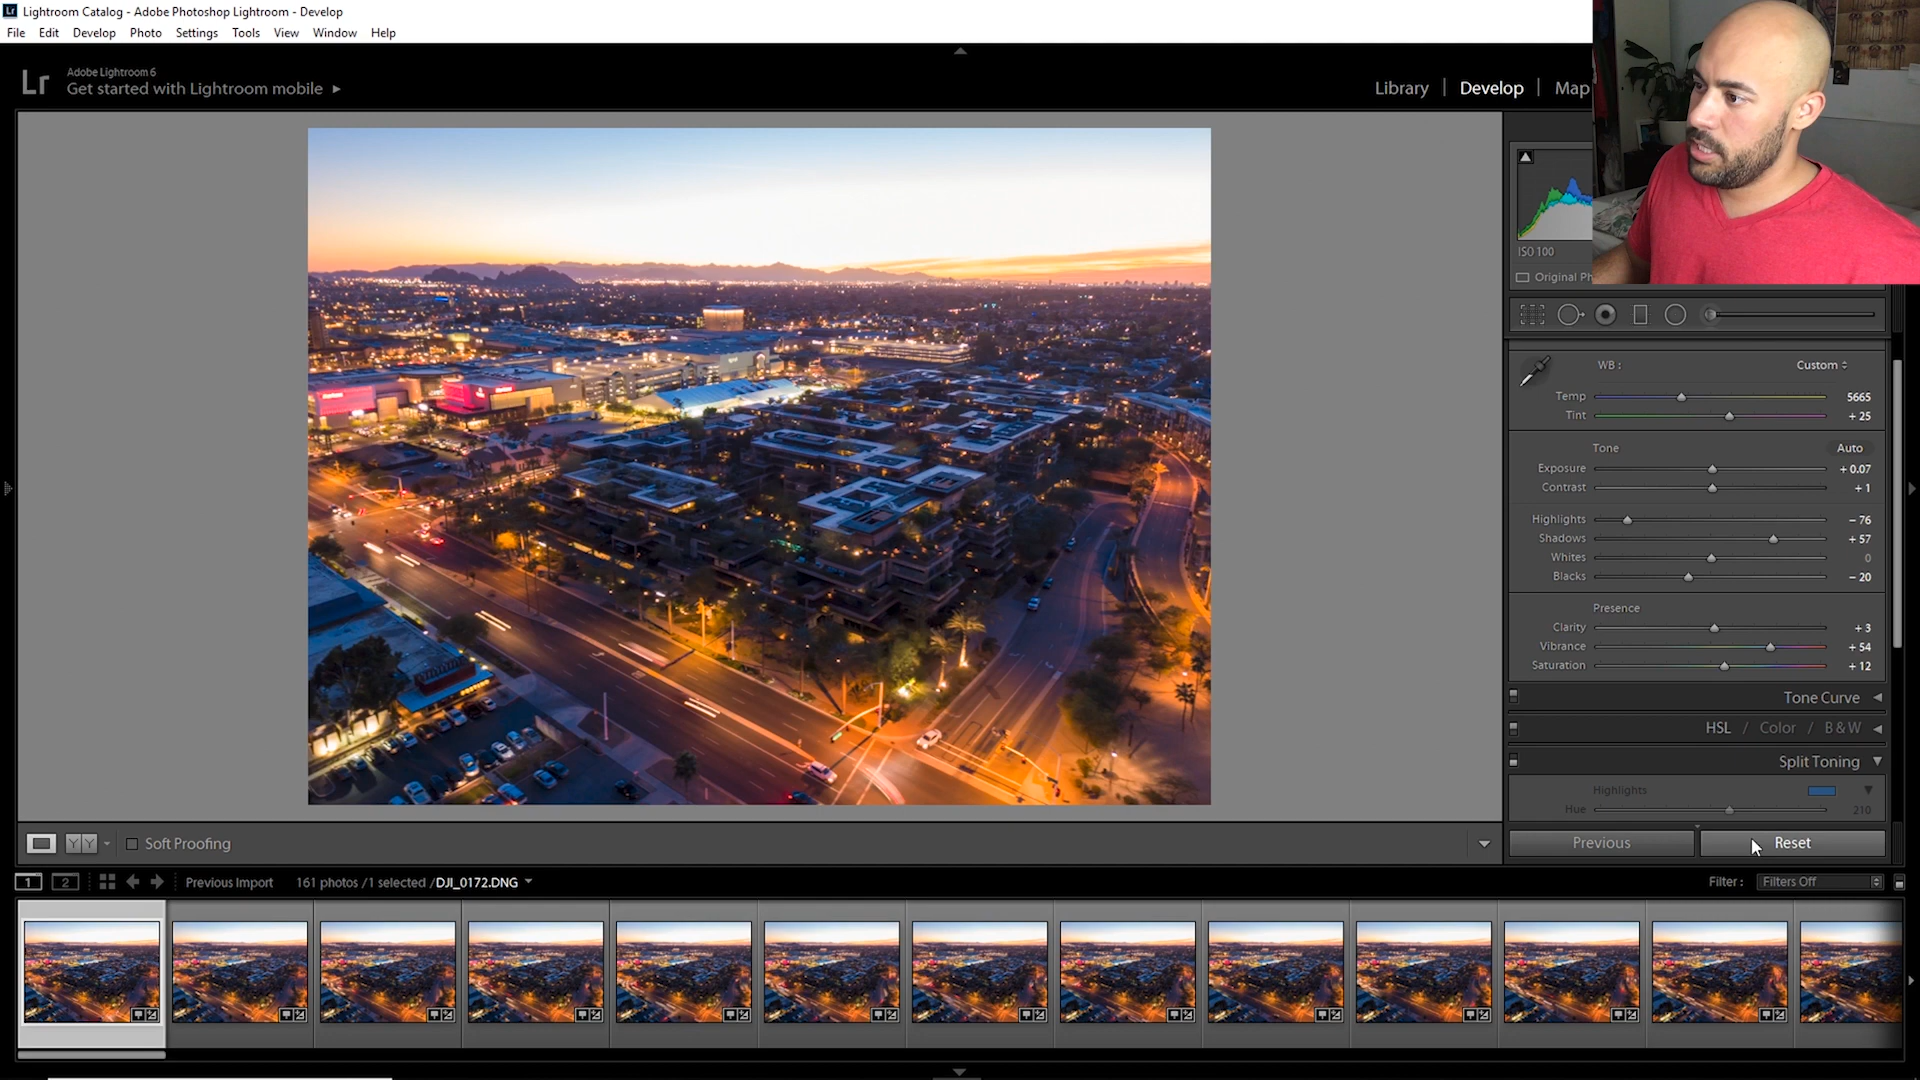 Lr Lightroom Catalog - Adobe Photoshop Lightroom - Develop
File Edit Develop Photo Settings Tools View Window Help
Lr Adobe Lightroom 6
Get started with Lightroom mobile
Library | Develop | Map
ISO 100
Original Ph
WB : Custom
Temp 5665
Tint + 25
Tone Auto
Exposure + 0.07
Contrast + 1
Highlights − 76
Shadows + 57
Whites 0
Blacks − 20
Presence
Clarity + 3
Vibrance + 54
Saturation + 12
Tone Curve
HSL / Color / B & W
Split Toning
Highlights
Hue 210
Previous Reset
Y Y Soft Proofing
1 2 Previous Import 161 photos / 1 selected / DJI_0172.DNG Filter : Filters Off